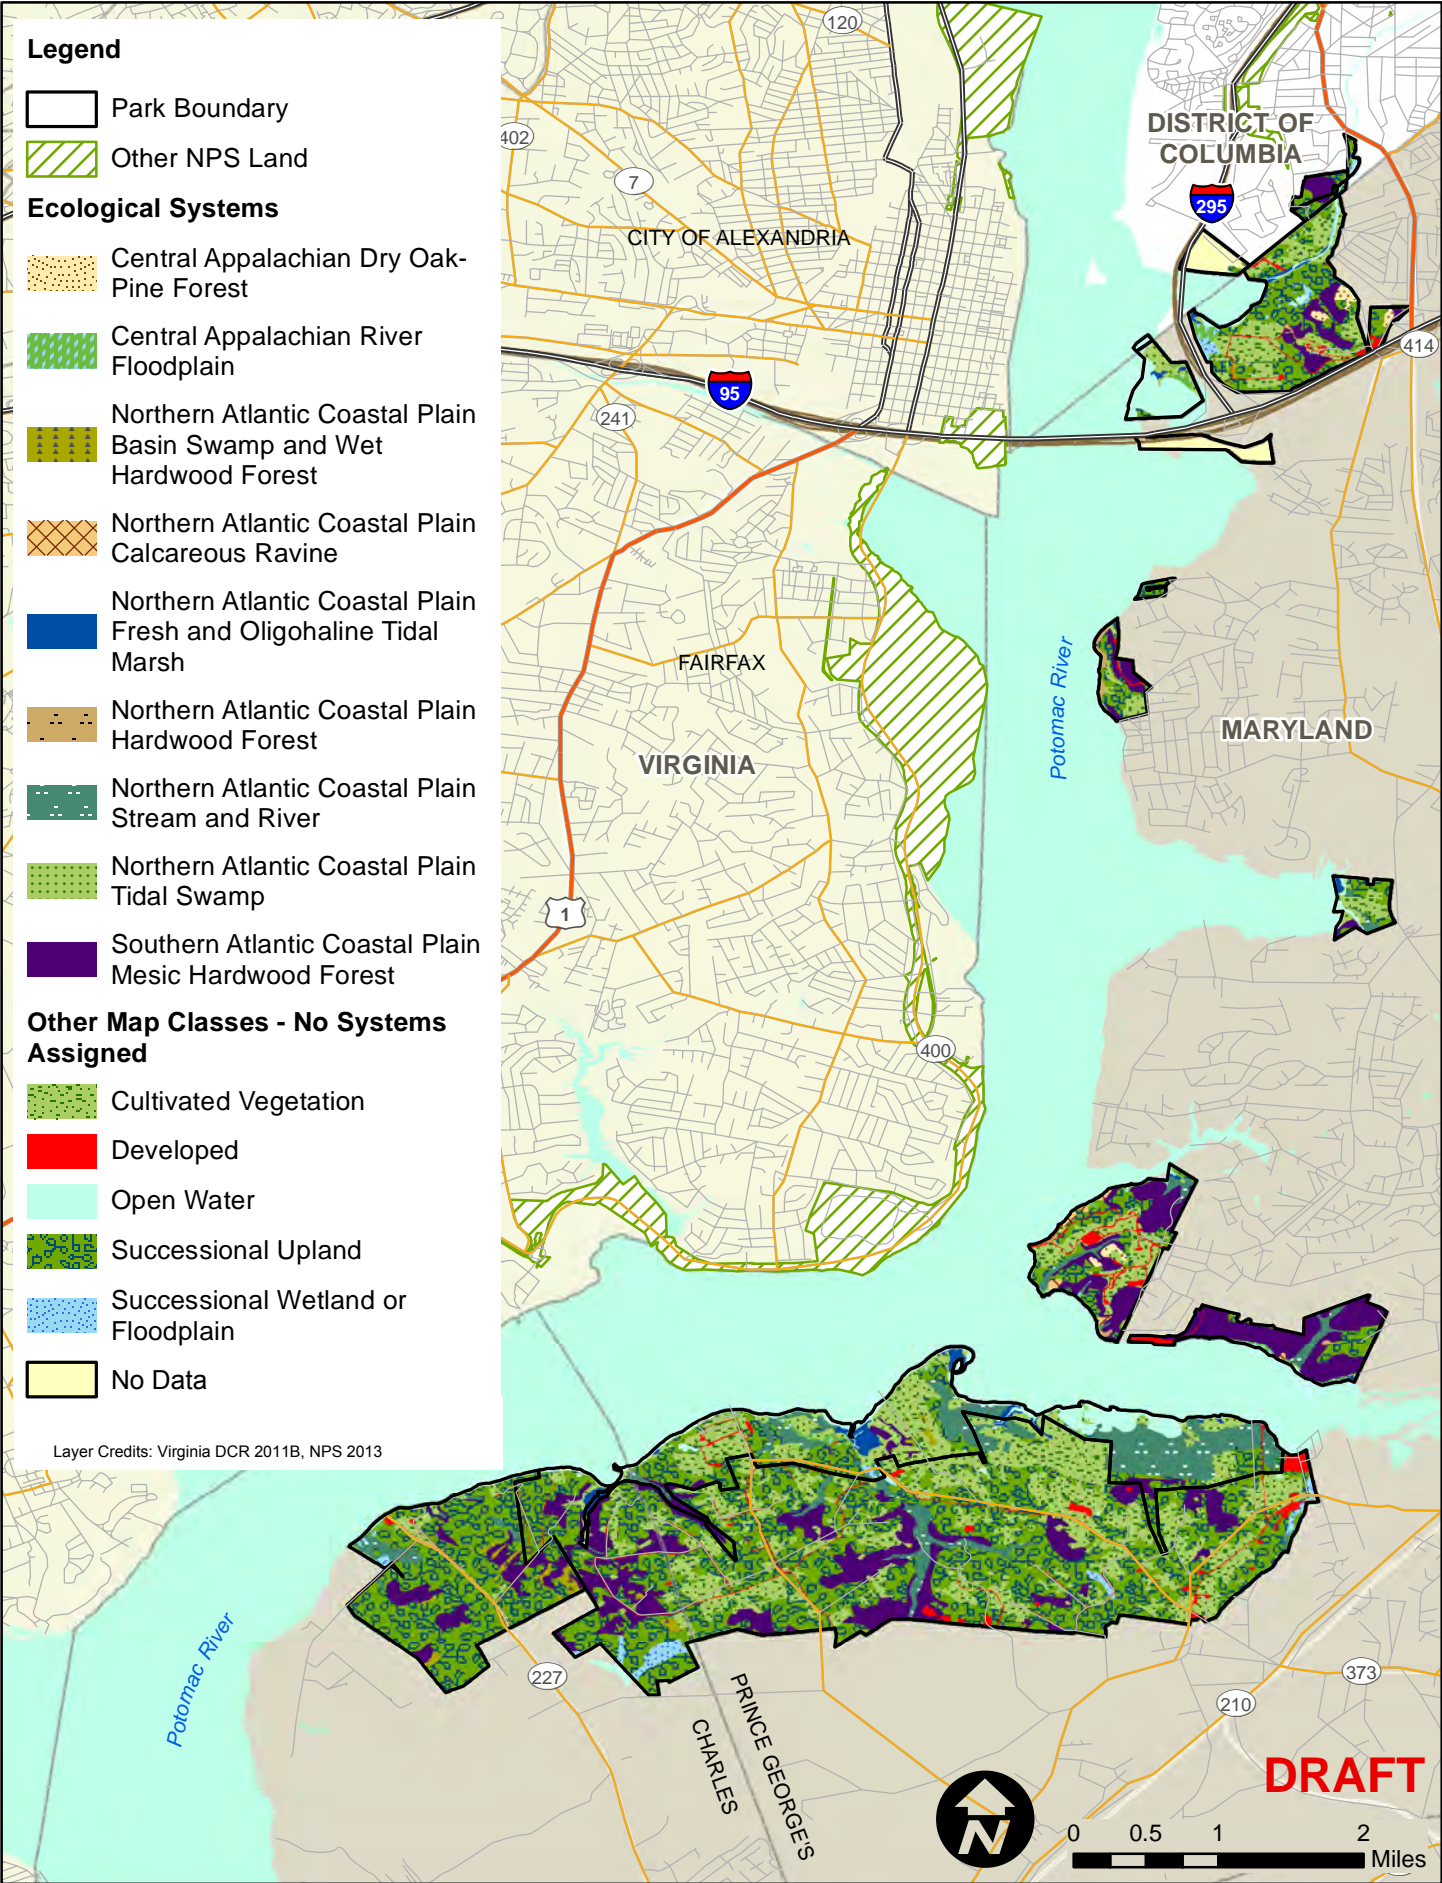 Legend
Park Boundary
Other NPS Land
Ecological Systems
Central Appalachian Dry Oak-
Pine Forest
Central Appalachian River
Floodplain
Northern Atlantic Coastal Plain
Basin Swamp and Wet
Hardwood Forest
Northern Atlantic Coastal Plain
Calcareous Ravine
Northern Atlantic Coastal Plain
Fresh and Oligohaline Tidal
Marsh
Northern Atlantic Coastal Plain
Hardwood Forest
Northern Atlantic Coastal Plain
Stream and River
Northern Atlantic Coastal Plain
Tidal Swamp
Southern Atlantic Coastal Plain
Mesic Hardwood Forest
Other Map Classes - No Systems
Assigned
Cultivated Vegetation
Developed
Open Water
Successional Upland
Successional Wetland or
Floodplain
No Data
Layer Credits: Virginia DCR 2011B, NPS 2013
120
402
7
CITY OF ALEXANDRIA
DISTRICT OF
COLUMBIA
295
414
95
241
FAIRFAX
VIRGINIA
Potomac River
MARYLAND
1
400
Potomac River
227
PRINCE GEORGE'S
CHARLES
373
210
DRAFT
N
0 0.5 1 2
Miles